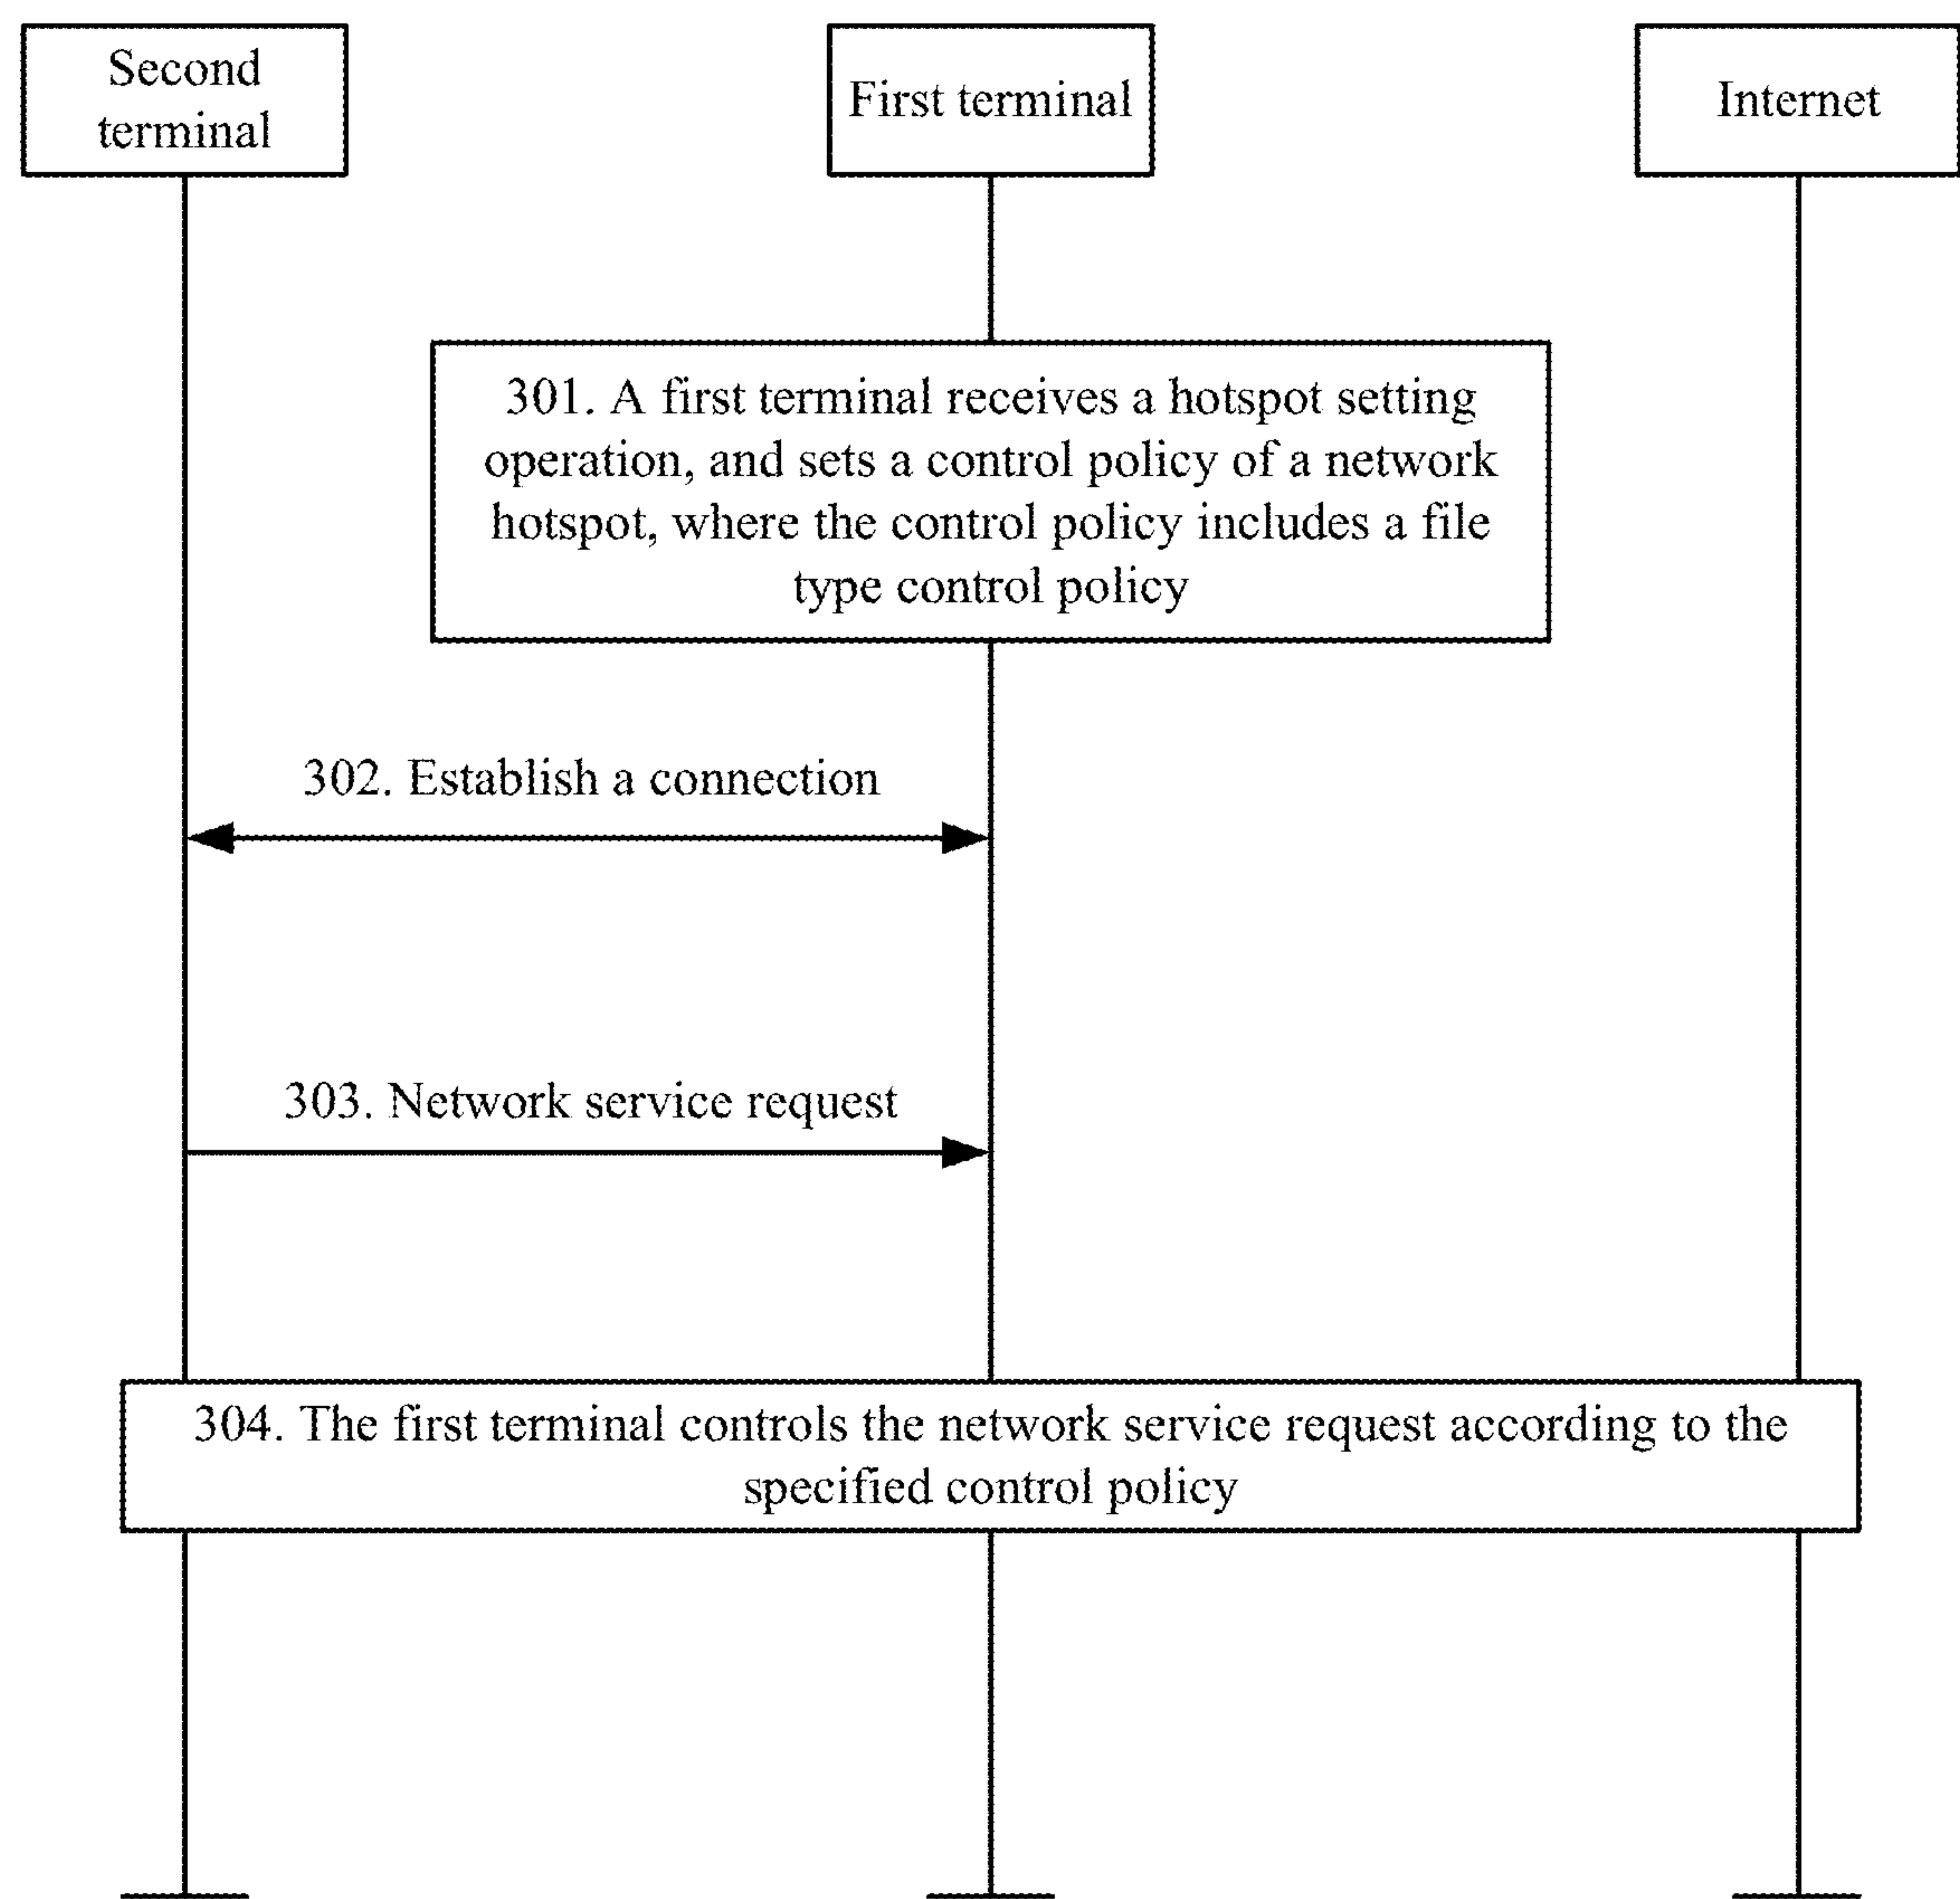 Second
terminal
First terminal
Internet
301. A first terminal receives a hotspot setting
operation, and sets a control policy of a network
hotspot, where the control policy includes a file
type control policy
302. Establish a connection
303. Network service request
304. The first terminal controls the network service request according to the
specified control policy